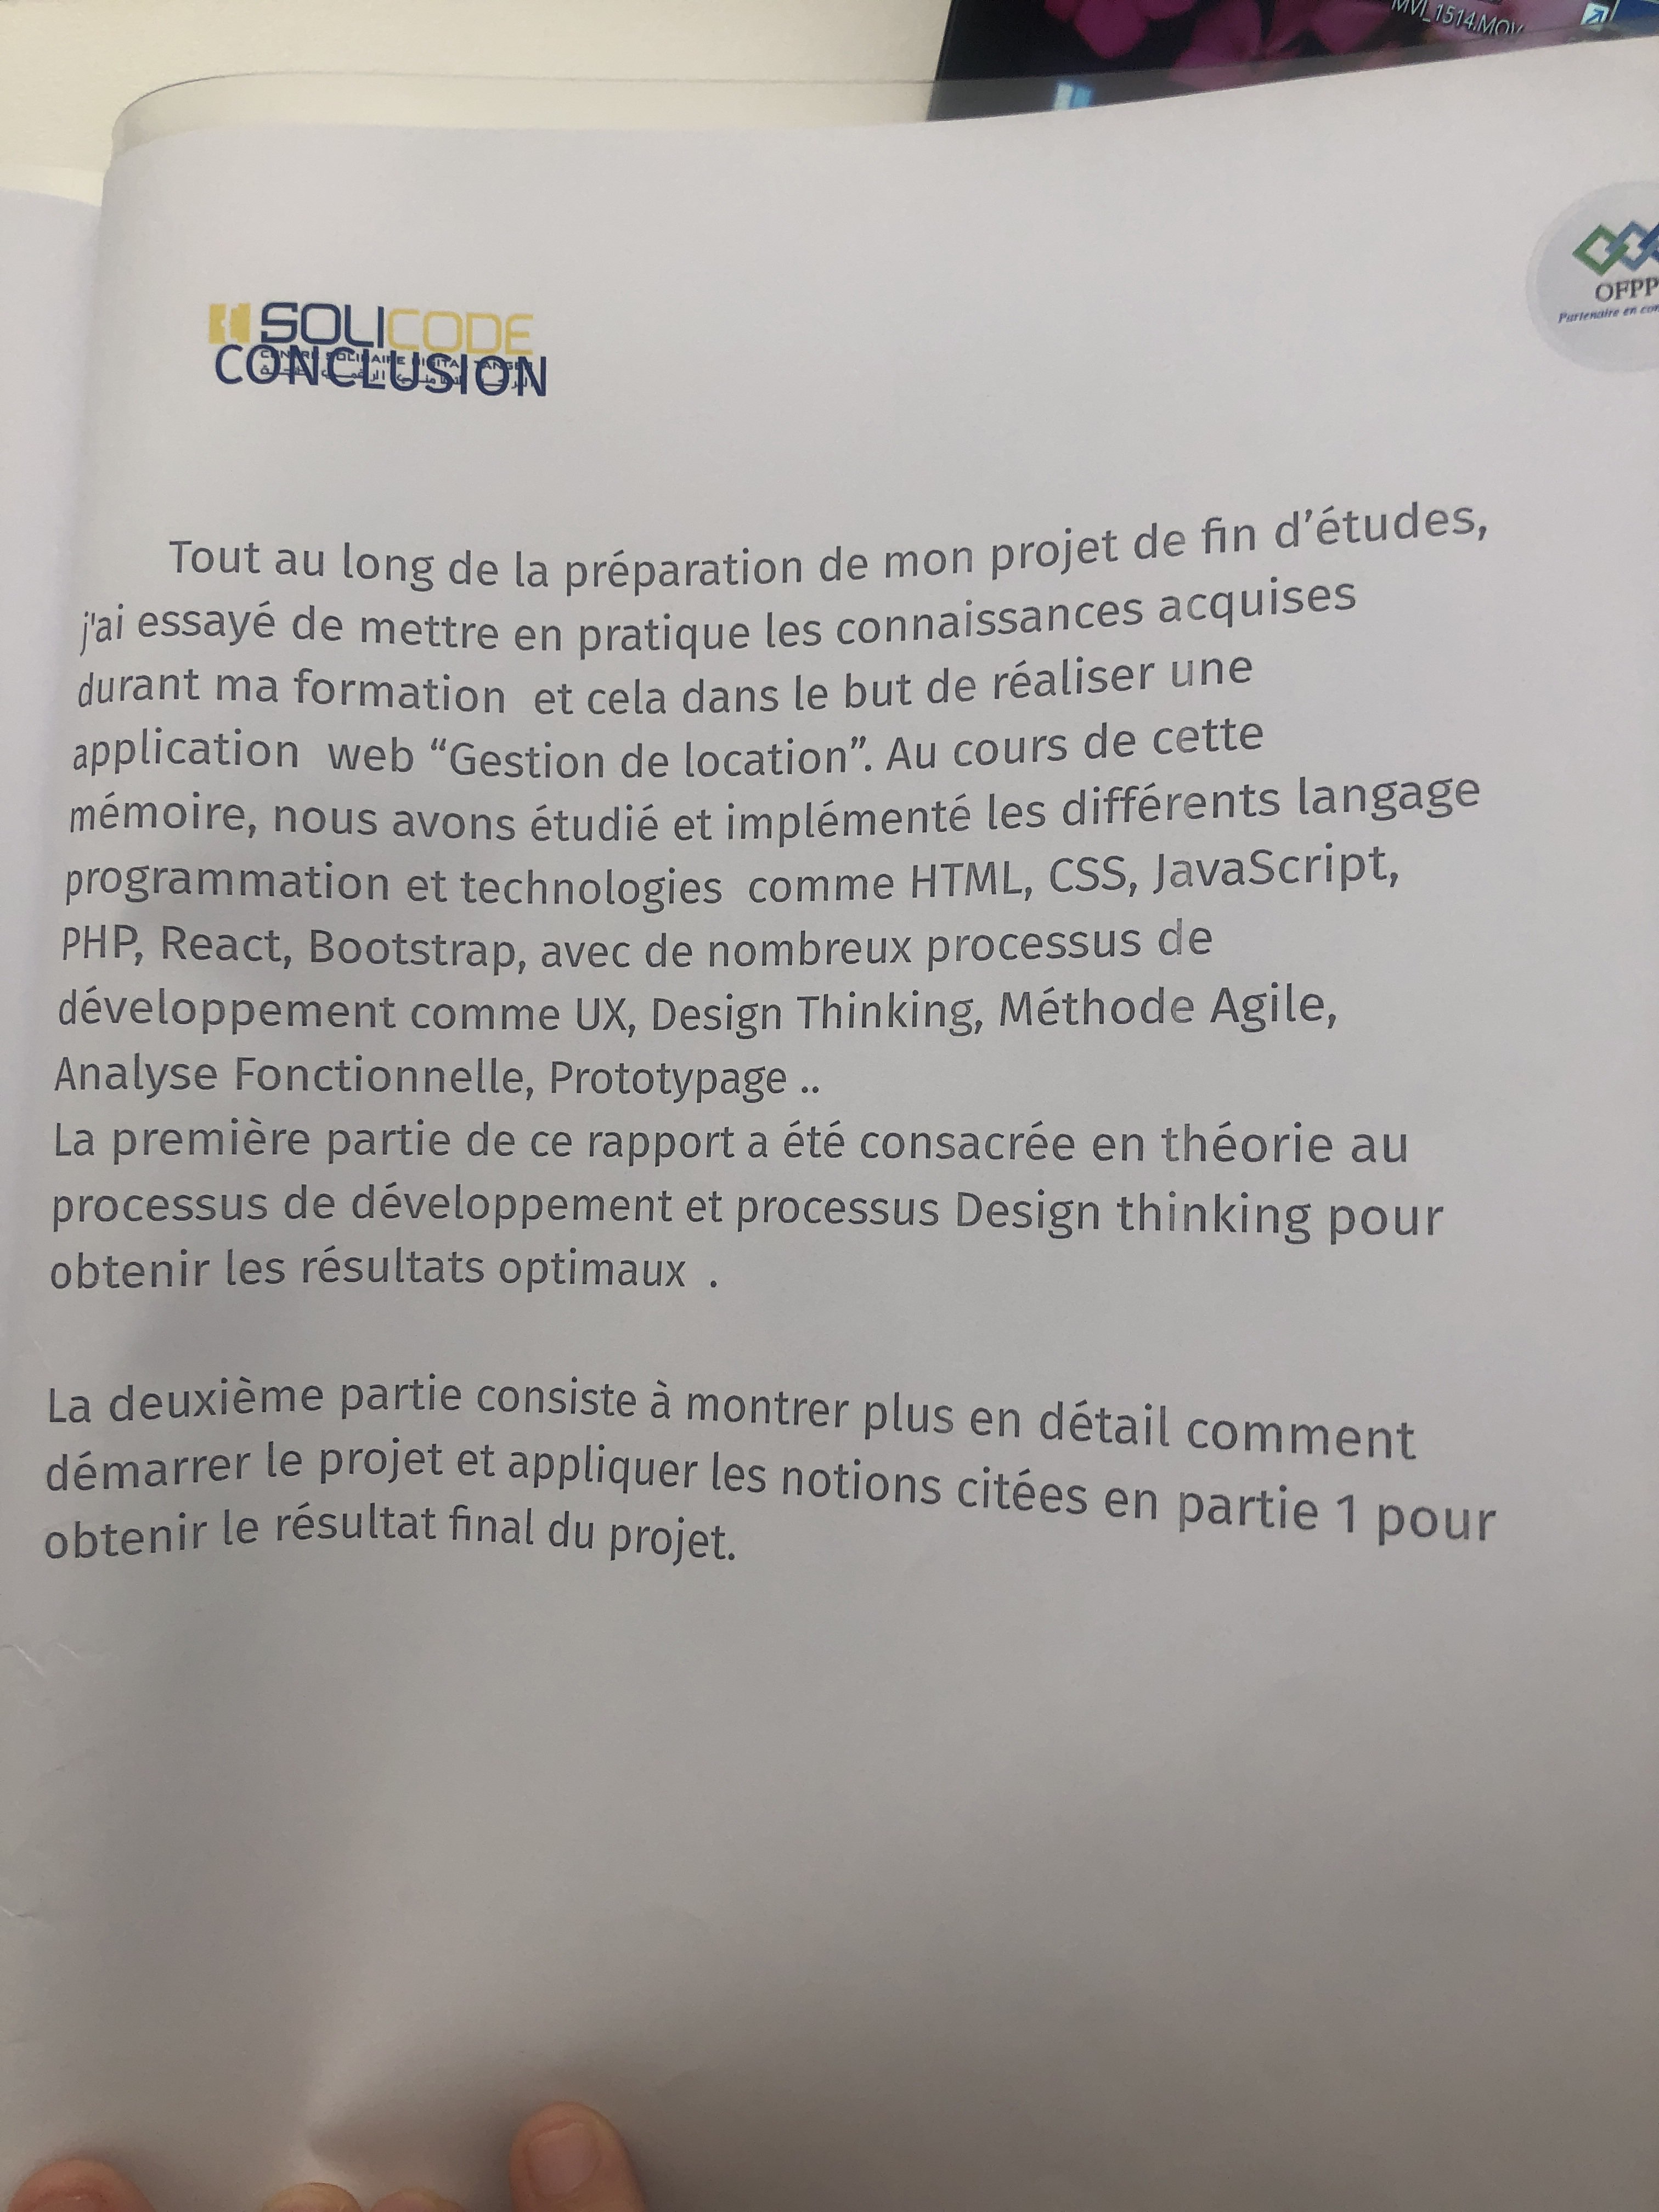 MVI_1514.MOV
SOLICODE
OFPP
Partenaire en
CONCLUSION
Tout au long de la préparation de mon projet de fin d’études,
j'ai essayé de mettre en pratique les connaissances acquises
durant ma formation et cela dans le but de réaliser une
application web “Gestion de location”. Au cours de cette
mémoire, nous avons étudié et implémenté les différents langage
programmation et technologies comme HTML, CSS, JavaScript,
PHP, React, Bootstrap, avec de nombreux processus de
développement comme UX, Design Thinking, Méthode Agile,
Analyse Fonctionnelle, Prototypage ..
La première partie de ce rapport a été consacrée en théorie au
processus de développement et processus Design thinking pour
obtenir les résultats optimaux .
La deuxième partie consiste à montrer plus en détail comment
démarrer le projet et appliquer les notions citées en partie 1 pour
obtenir le résultat final du projet.